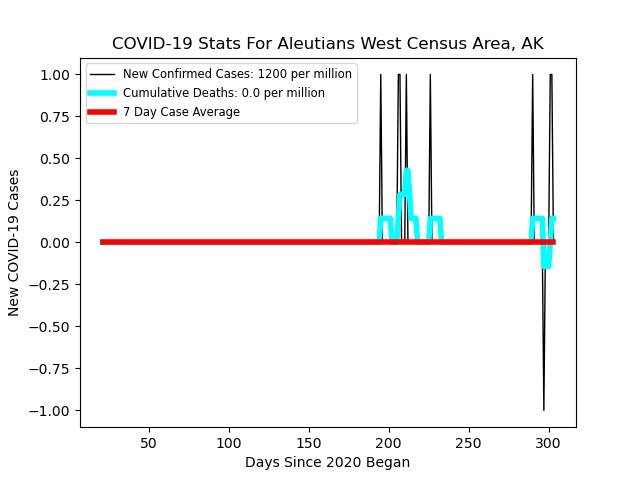 COVID-19 Stats For Aleutians West Census Area, AK
New Confirmed Cases: 1200 per million
Cumulative Deaths: 0.0 per million
7 Day Case Average
1.00
0.75
0.50
0.25
0.00
−0.25
−0.50
−0.75
−1.00
New COVID-19 Cases
50 100 150 200 250 300
Days Since 2020 Began